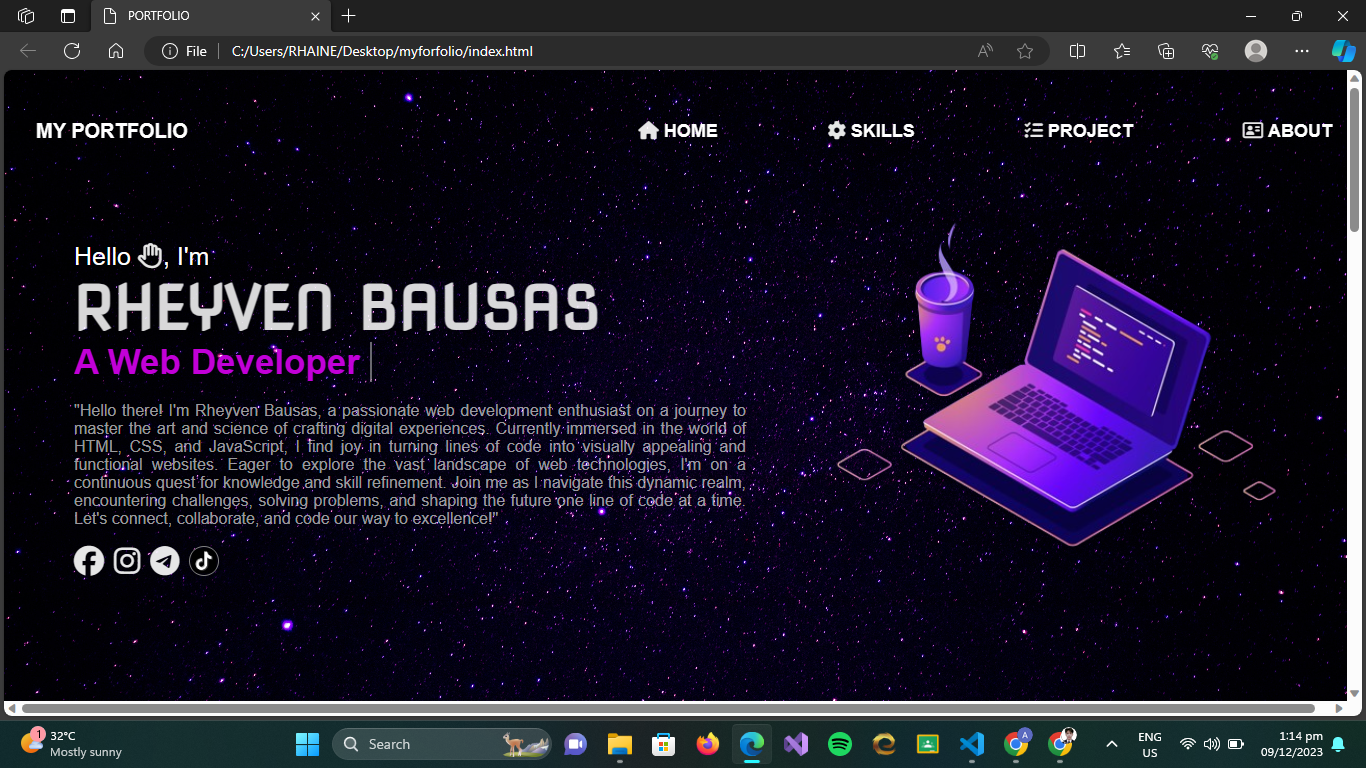 PORTFOLIO
File
C:/Users/RHAINE/Desktop/myforfolio/index.html
MY PORTFOLIO
HOME
SKILLS
PROJECT
ABOUT
Hello , I'm
RHEYVEN BAUSAS
A Web Developer
"Hello there! I'm Rheyven Bausas, a passionate web development enthusiast on a journey to
master the art and science of crafting digital experiences. Currently immersed in the world of
HTML, CSS, and JavaScript, I find joy in turning lines of code into visually appealing and
functional websites. Eager to explore the vast landscape of web technologies, I'm on a
continuous quest for knowledge and skill refinement. Join me as I navigate this dynamic realm,
encountering challenges, solving problems, and shaping the future one line of code at a time.
Let's connect, collaborate, and code our way to excellence!"
1
32°C
Mostly sunny
Search
A
ENG
US
1:14 pm
09/12/2023